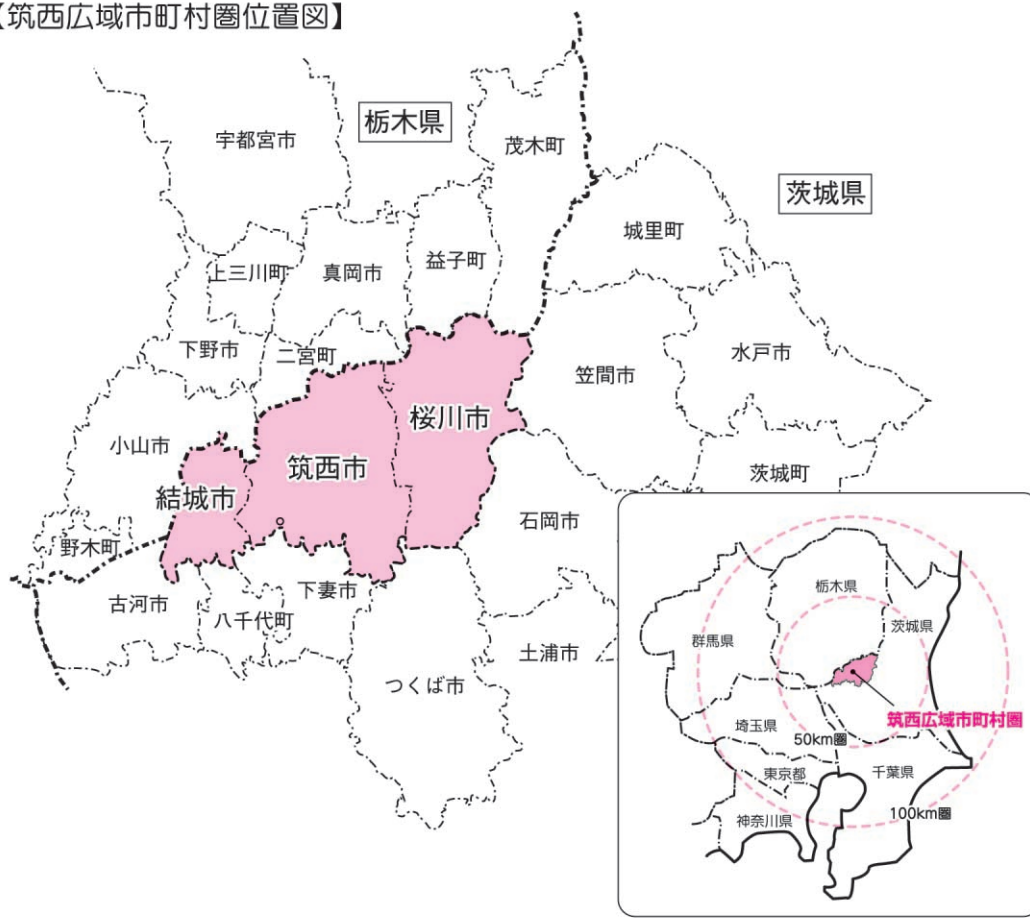 【筑西広域市町村圏位置図】
栃木県
宇都宮市
茂木町
茨城県
城里町
上三川町
真岡市
益子町
下野市
二宮町
笠間市
水戸市
小山市
桜川市
筑西市
結城市
茨城町
石岡市
野木町
古河市
八千代町
下妻市
土浦市
つくば市
栃木県
群馬県
茨城県
筑西広域市町村圏
埼玉県
50km圏
東京都
千葉県
神奈川県
100km圏